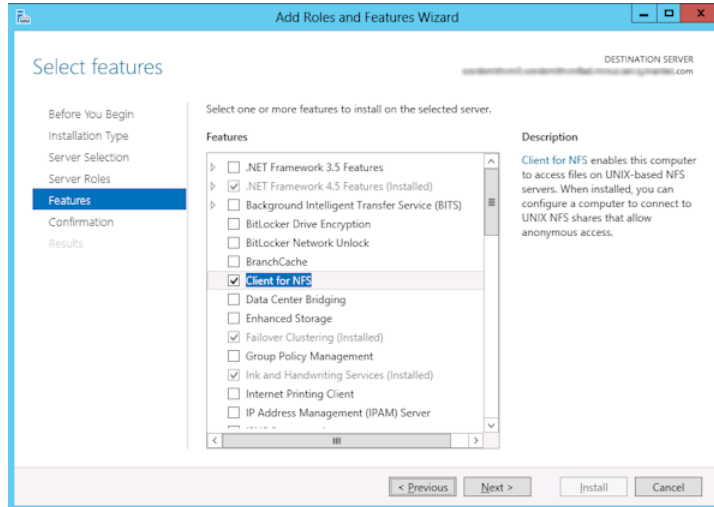 Add Roles and Features Wizard
Select features
DESTINATION SERVER
.com
Before You Begin
Installation Type
Server Selection
Server Roles
Features
Confirmation
Results
Select one or more features to install on the selected server.
Features
.NET Framework 3.5 Features
.NET Framework 4.5 Features (Installed)
Background Intelligent Transfer Service (BITS)
BitLocker Drive Encryption
BitLocker Network Unlock
BranchCache
Client for NFS
Data Center Bridging
Enhanced Storage
Failover Clustering (Installed)
Group Policy Management
Ink and Handwriting Services (Installed)
Internet Printing Client
IP Address Management (IPAM) Server
Description
Client for NFS enables this computer
to access files on UNIX-based NFS
servers. When installed, you can
configure a computer to connect to
UNIX NFS shares that allow
anonymous access.
< Previous
Next >
Install
Cancel